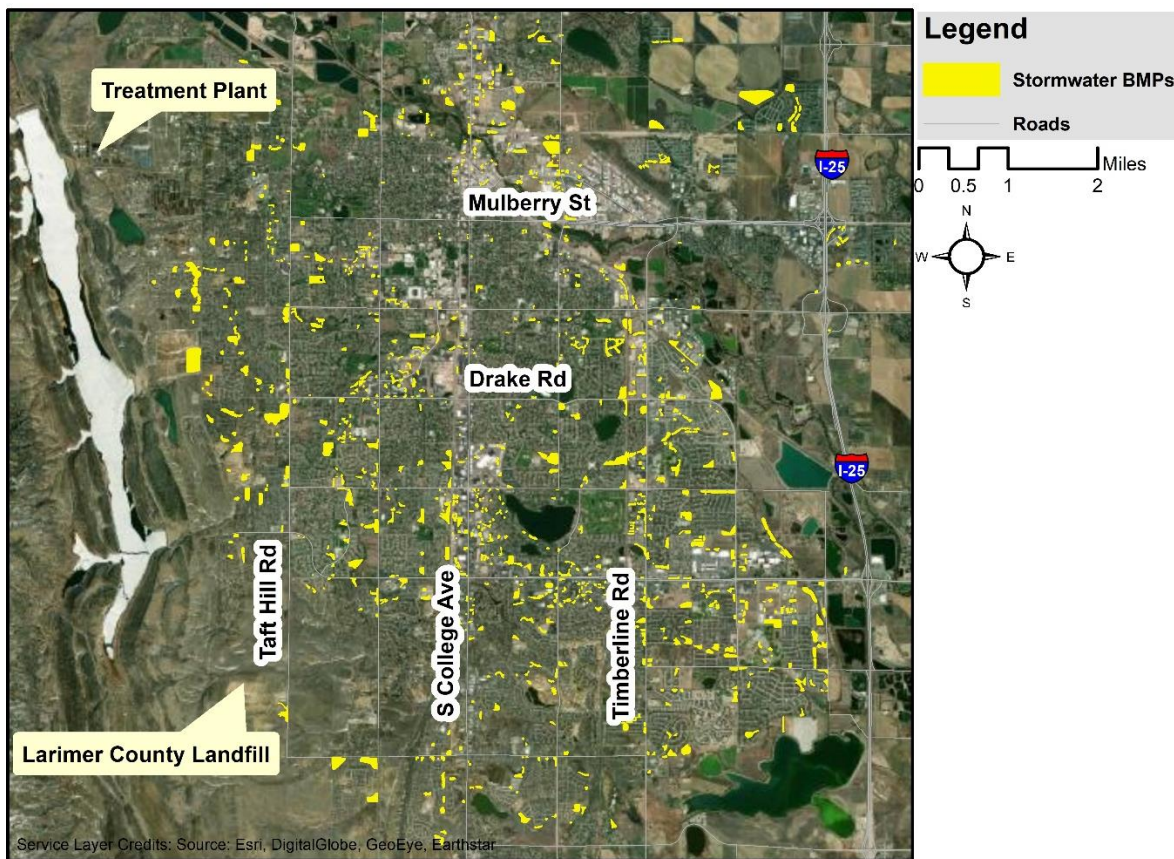 Legend
Stormwater BMPs
Roads
Miles
0 0.5 1 2
N
W E
S
Treatment Plant
I-25
Mulberry St
Drake Rd
I-25
Taft Hill Rd
S College Ave
Timberline Rd
Larimer County Landfill
Service Layer Credits: Source: Esri, DigitalGlobe, GeoEye, Earthstar